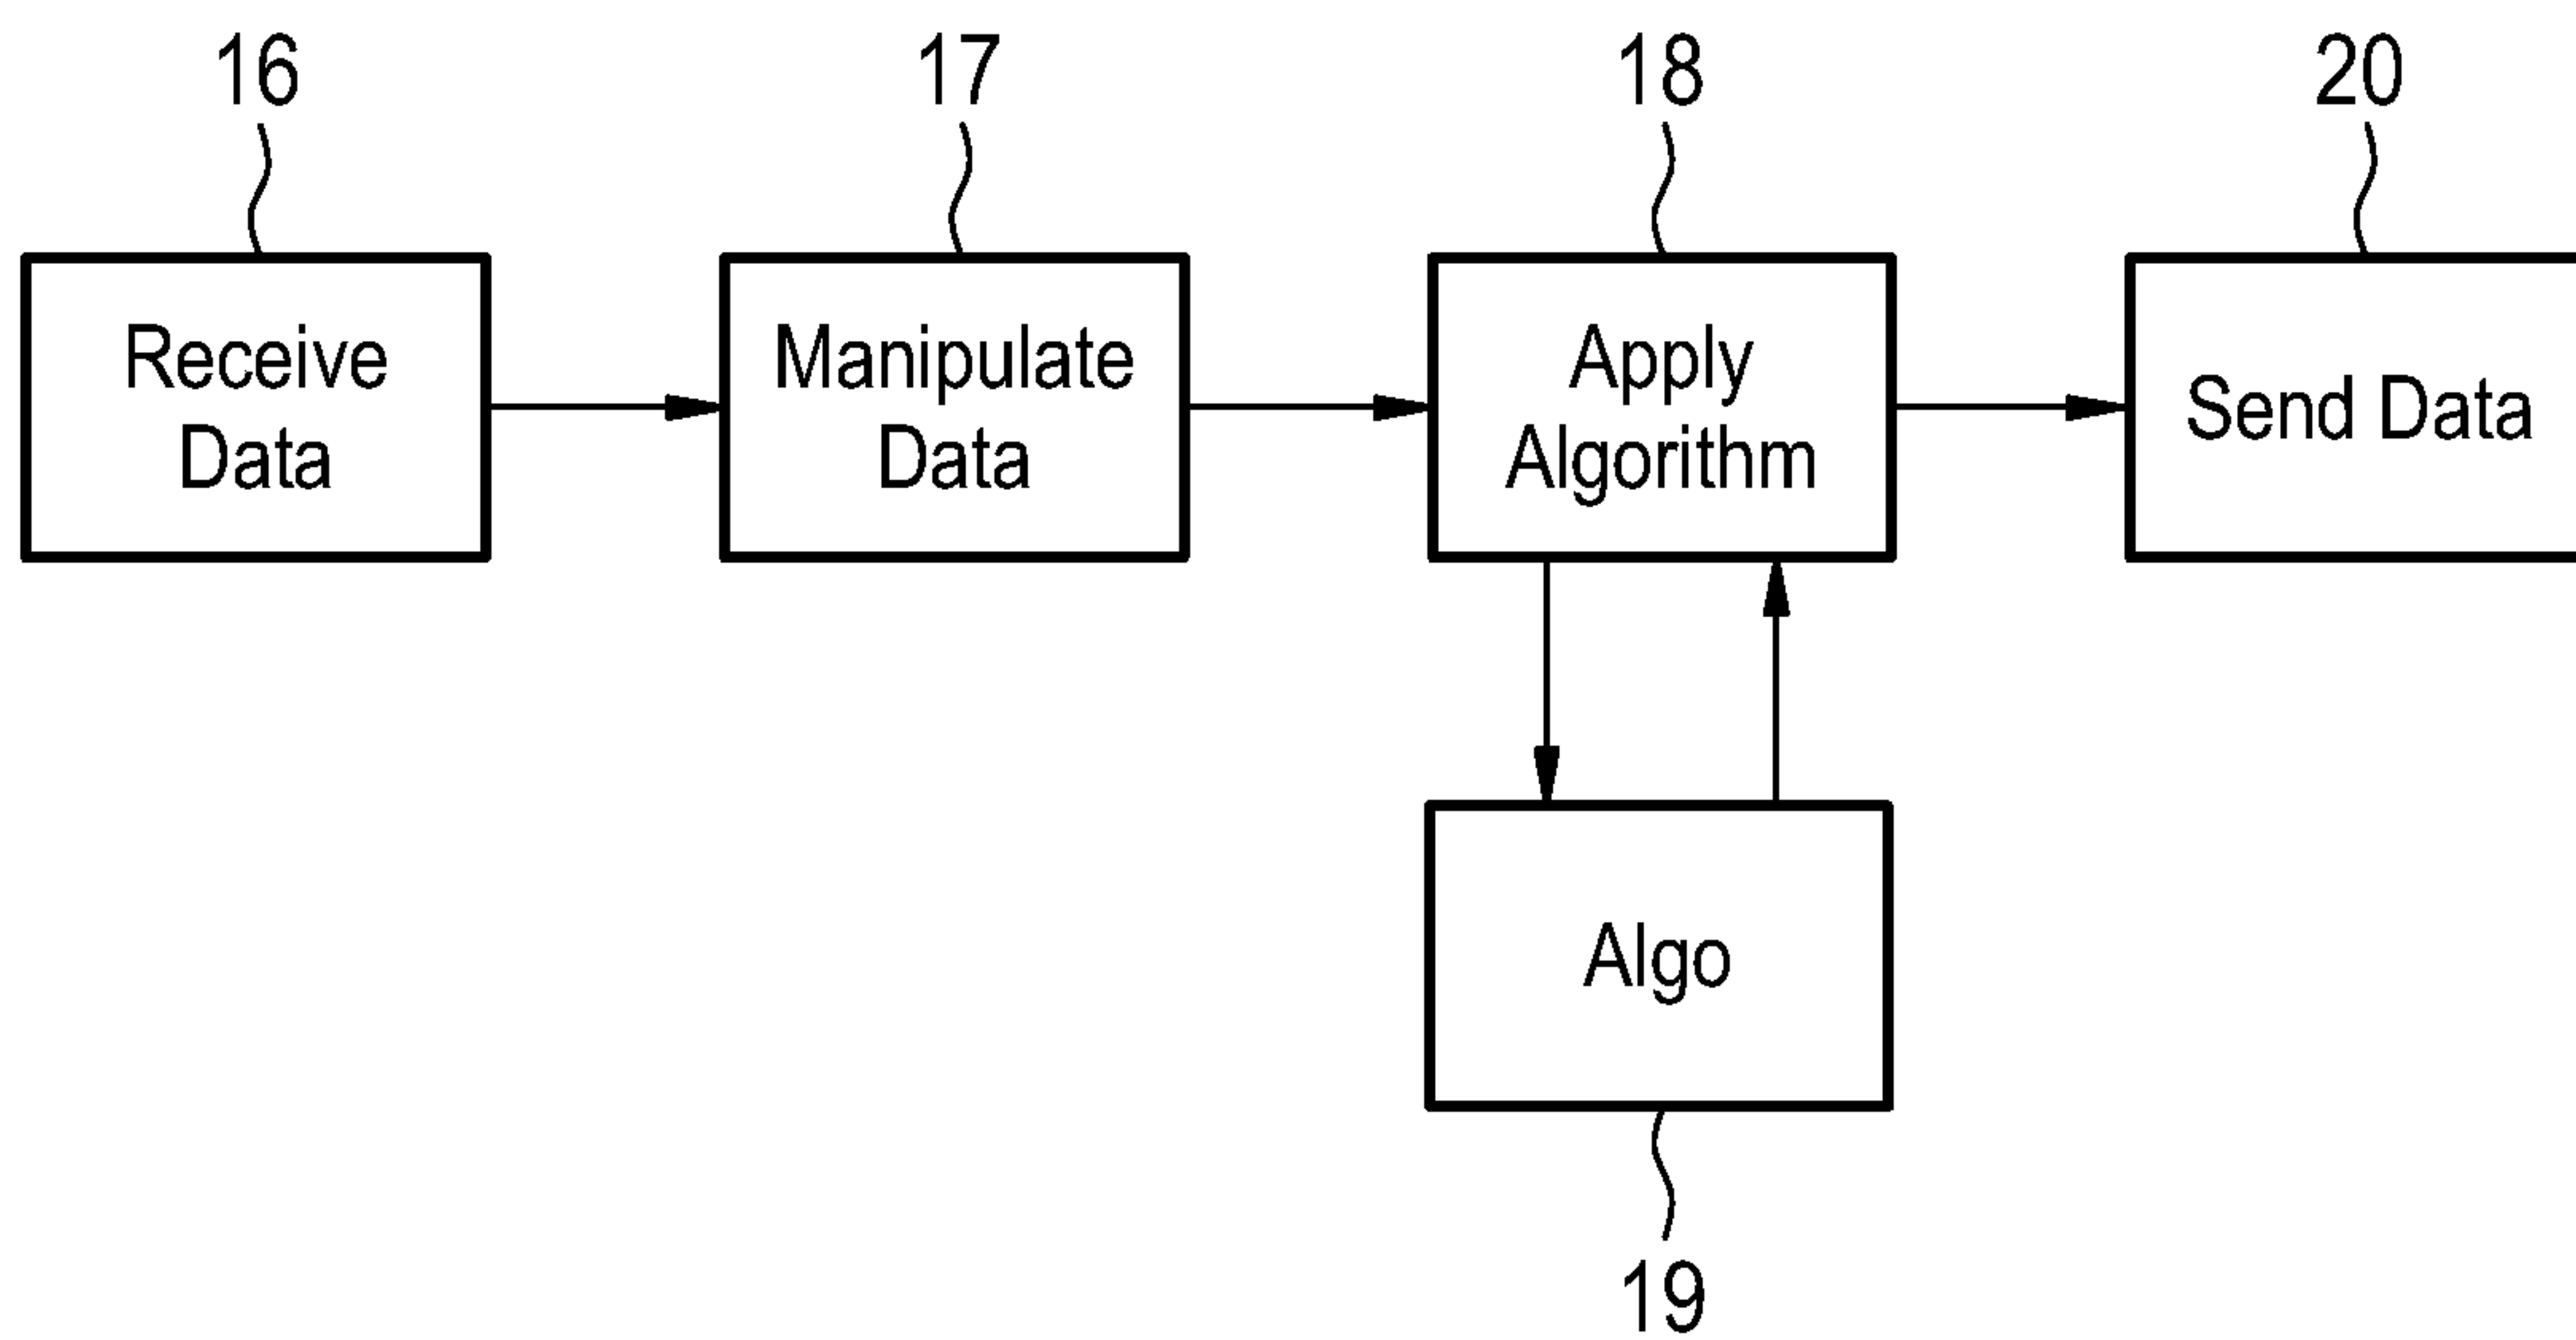 16
17
18
20
Receive
Data
Manipulate
Data
Apply
Algorithm
Send Data
Algo
19